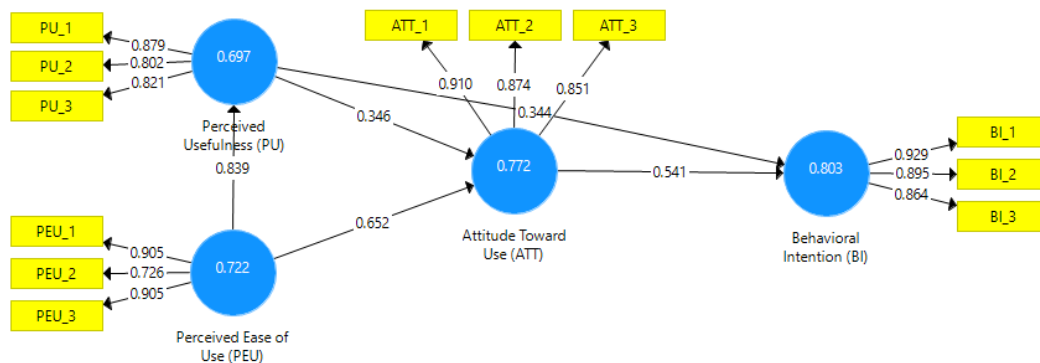 PU_1
PU_2
PU_3
0.879
0.802
0.821
0.697
Perceived
Usefulness (PU)
ATT_1
ATT_2
ATT_3
0.910
0.874
0.851
0.346
0.344
0.839
0.652
0.772
Attitude Toward
Use (ATT)
0.541
0.803
Behavioral
Intention (BI)
0.929
0.895
0.864
BI_1
BI_2
BI_3
PEU_1
PEU_2
PEU_3
0.905
0.726
0.905
0.722
Perceived Ease of
Use (PEU)